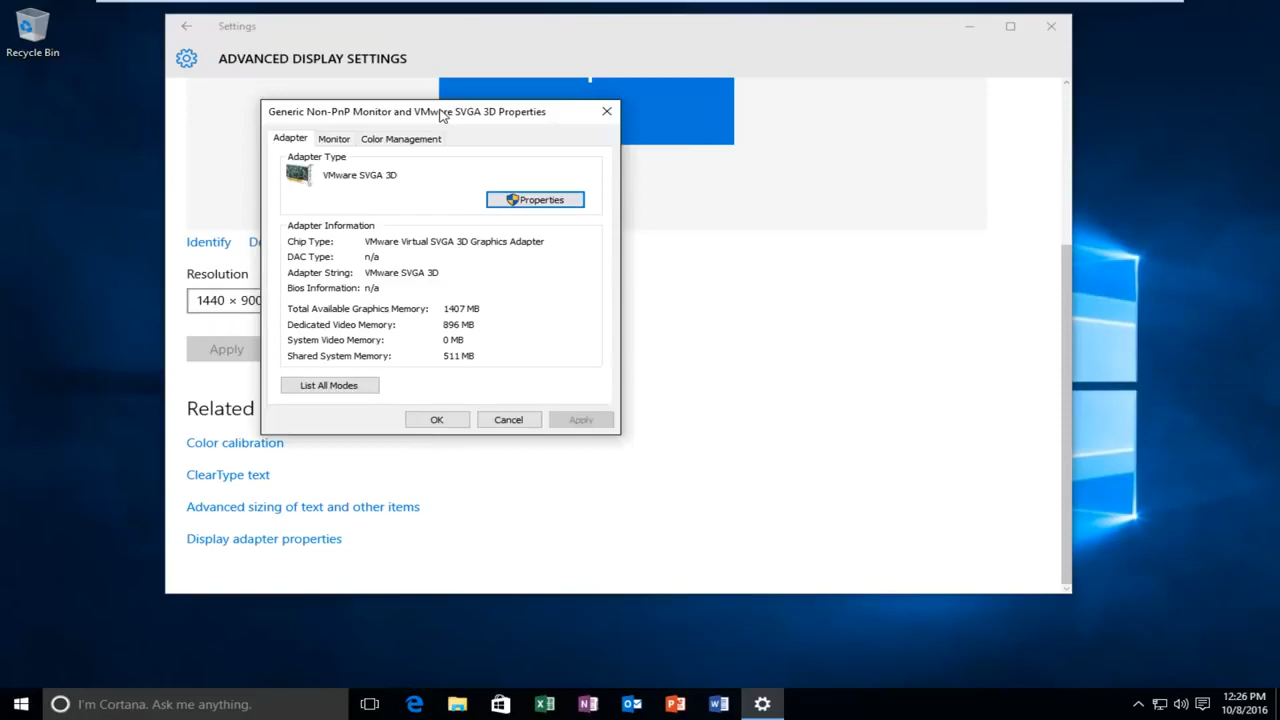 Recycle Bin
Settings
ADVANCED DISPLAY SETTINGS
Generic Non-PnP Monitor and VMware SVGA 3D Properties
Adapter Monitor Color Management
Adapter Type
VMware SVGA 3D
Properties
Adapter Information
Chip Type: VMware Virtual SVGA 3D Graphics Adapter
DAC Type: n/a
Adapter String: VMware SVGA 3D
Bios Information: n/a
Total Available Graphics Memory: 1407 MB
Dedicated Video Memory: 896 MB
System Video Memory: 0 MB
Shared System Memory: 511 MB
List All Modes
OK Cancel Apply
Identify
Resolution
1440 × 900
Apply
Related
Color calibration
ClearType text
Advanced sizing of text and other items
Display adapter properties
I'm Cortana. Ask me anything.
12:26 PM
10/8/2016